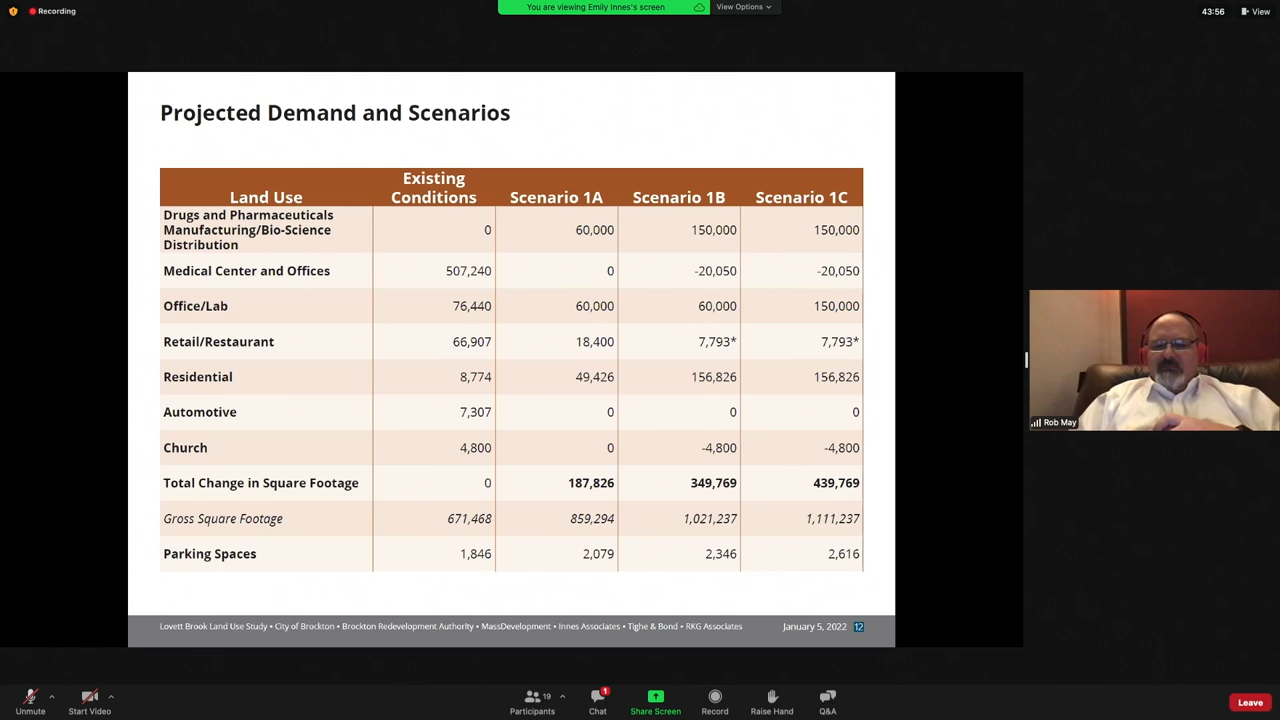 Recording
You are viewing Emily Innes's screen
View Options
43:56
View
Projected Demand and Scenarios
Land Use Existing Conditions Scenario 1A Scenario 1B Scenario 1C
Drugs and Pharmaceuticals Manufacturing/Bio-Science Distribution 0 60,000 150,000 150,000
Medical Center and Offices 507,240 0 -20,050 -20,050
Office/Lab 76,440 60,000 60,000 150,000
Retail/Restaurant 66,907 18,400 7,793* 7,793*
Residential 8,774 49,426 156,826 156,826
Automotive 7,307 0 0 0
Church 4,800 0 -4,800 -4,800
Total Change in Square Footage 0 187,826 349,769 439,769
Gross Square Footage 671,468 859,294 1,021,237 1,111,237
Parking Spaces 1,846 2,079 2,346 2,616
Lovett Brook Land Use Study • City of Brockton • Brockton Redevelopment Authority • MassDevelopment • Innes Associates • Tighe & Bond • RKG Associates January 5, 2022 12
Rob May
Unmute
Start Video
19
Participants
1
Chat
Share Screen
Record
Raise Hand
Q&A
Leave